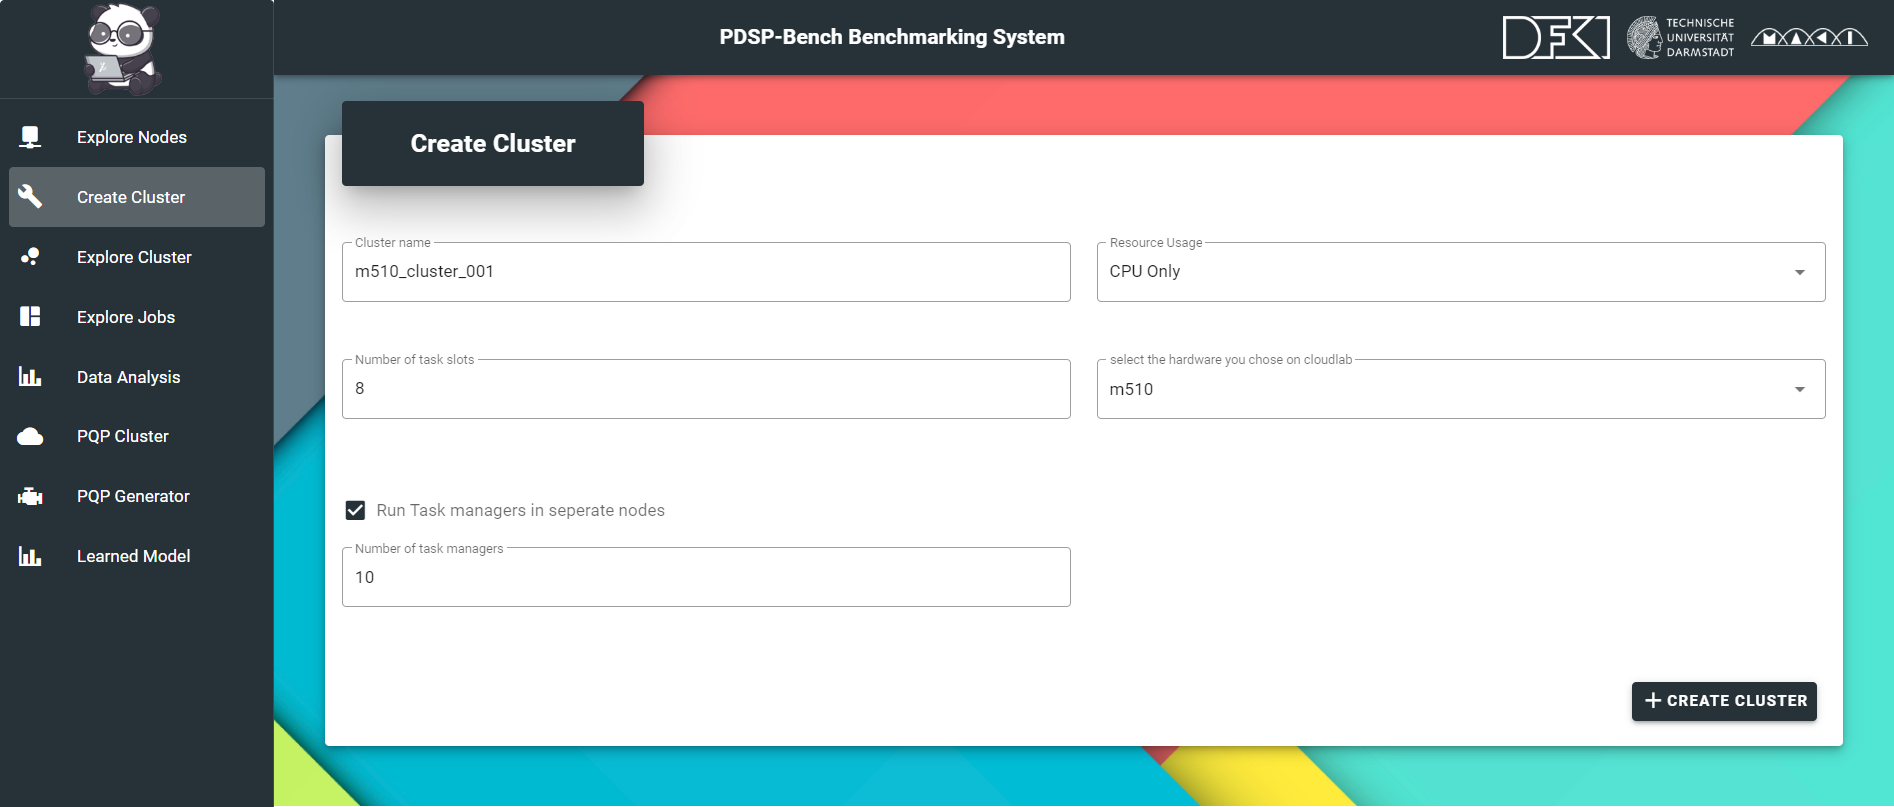 PDSP-Bench Benchmarking System
DFKI
TECHNISCHE
UNIVERSITÄT
DARMSTADT
MAKI
Explore Nodes
Create Cluster
Explore Cluster
Explore Jobs
Data Analysis
PQP Cluster
PQP Generator
Learned Model
Create Cluster
Cluster name
m510_cluster_001
Resource Usage
CPU Only
Number of task slots
8
select the hardware you chose on cloudlab
m510
Run Task managers in seperate nodes
Number of task managers
10
+ CREATE CLUSTER